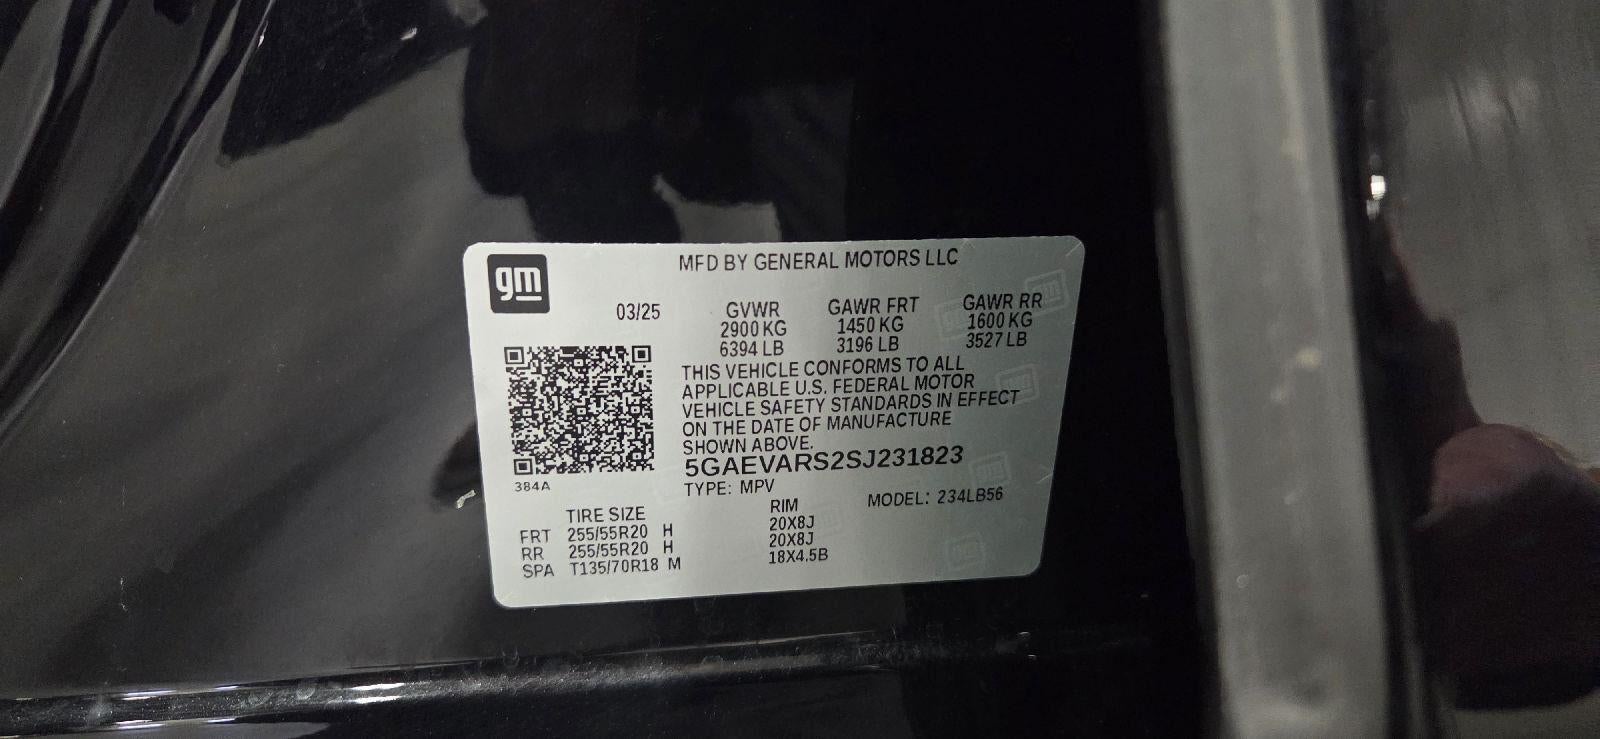 gm
MFD BY GENERAL MOTORS LLC
03/25 GVWR GAWR FRT GAWR RR
2900 KG 1450 KG 1600 KG
6394 LB 3196 LB 3527 LB
THIS VEHICLE CONFORMS TO ALL
APPLICABLE U.S. FEDERAL MOTOR
VEHICLE SAFETY STANDARDS IN EFFECT
ON THE DATE OF MANUFACTURE
SHOWN ABOVE.
5GAEVARS2SJ231823
384A
TYPE: MPV MODEL: 234LB56
TIRE SIZE RIM
FRT 255/55R20 H 20X8J
RR 255/55R20 H 20X8J
SPA T135/70R18 M 18X4.5B